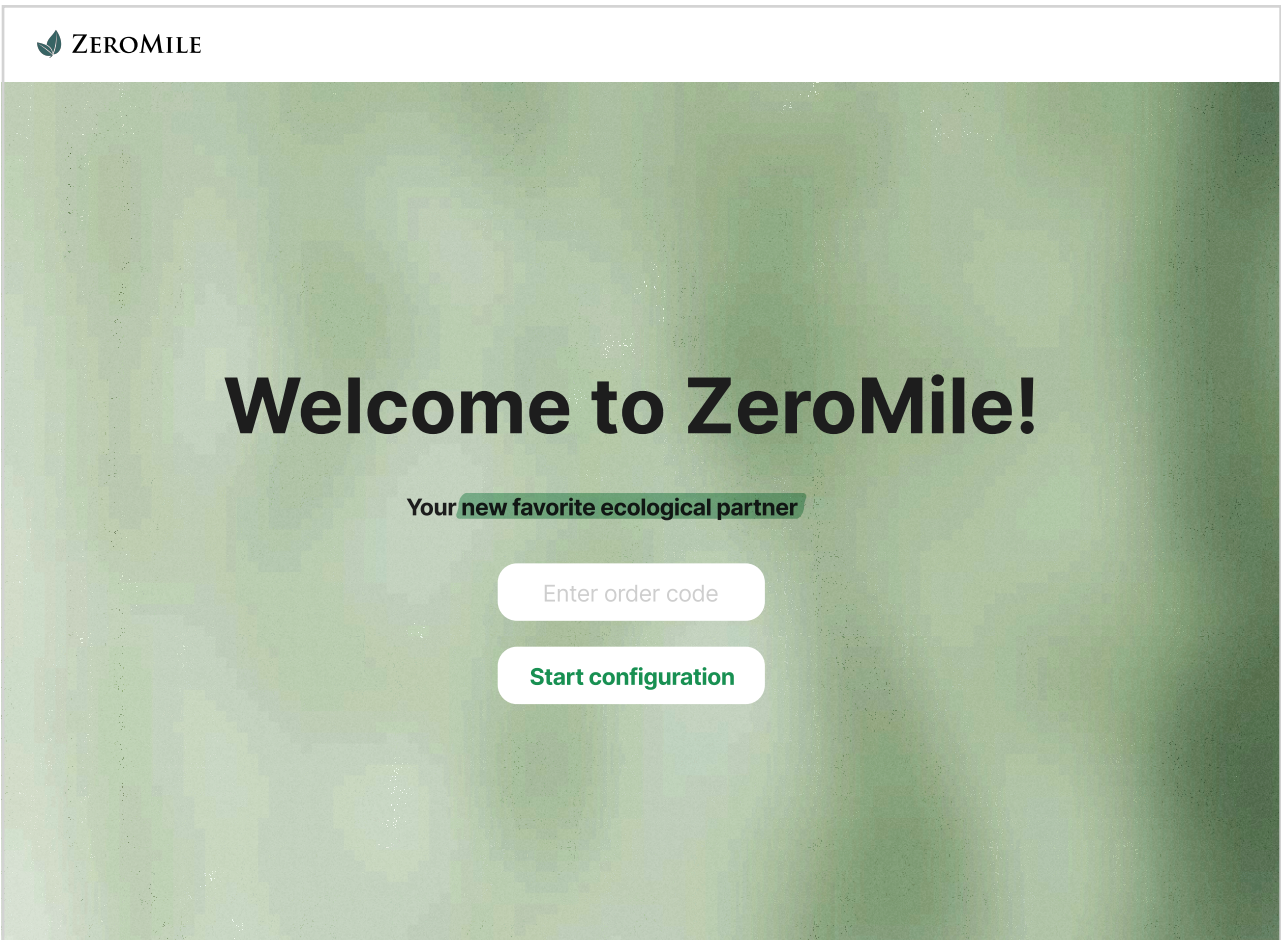 ZEROMILE
Welcome to ZeroMile!
Your new favorite ecological partner
Enter order code
Start configuration